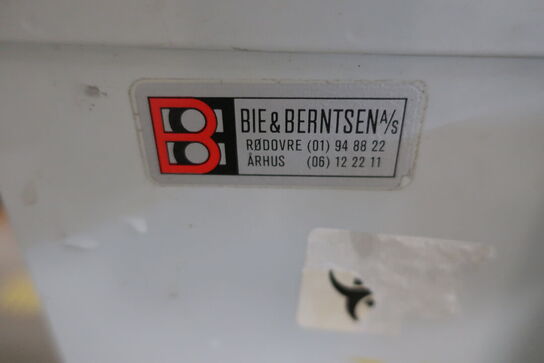 B BIE & BERNTSEN A/S
RØDOVRE (01) 94 88 22
ÅRHUS (06) 12 22 11